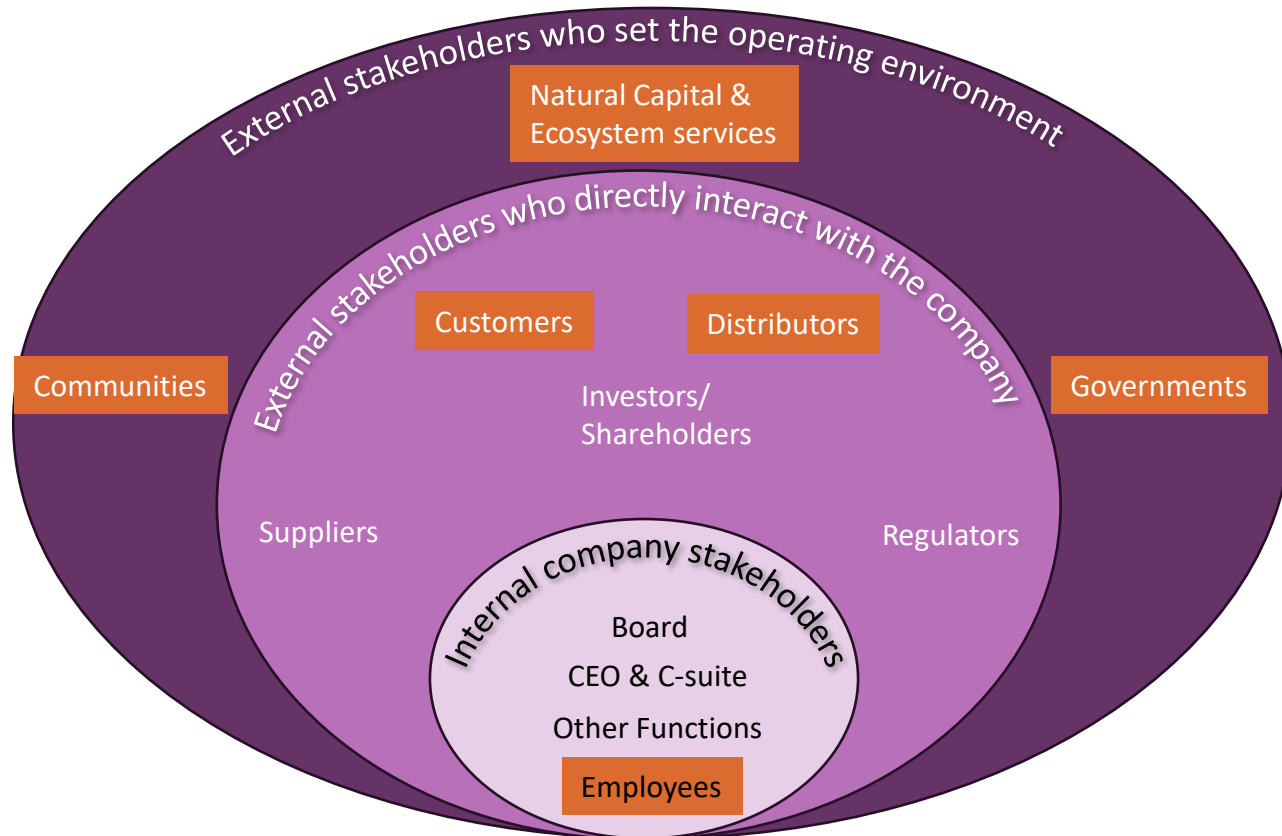 External stakeholders who set the operating environment
Natural Capital &
Ecosystem services
External stakeholders who directly interact with the company
Customers
Distributors
Communities
Governments
Investors/
Shareholders
Suppliers
Regulators
Internal company stakeholders
Board
CEO & C-suite
Other Functions
Employees